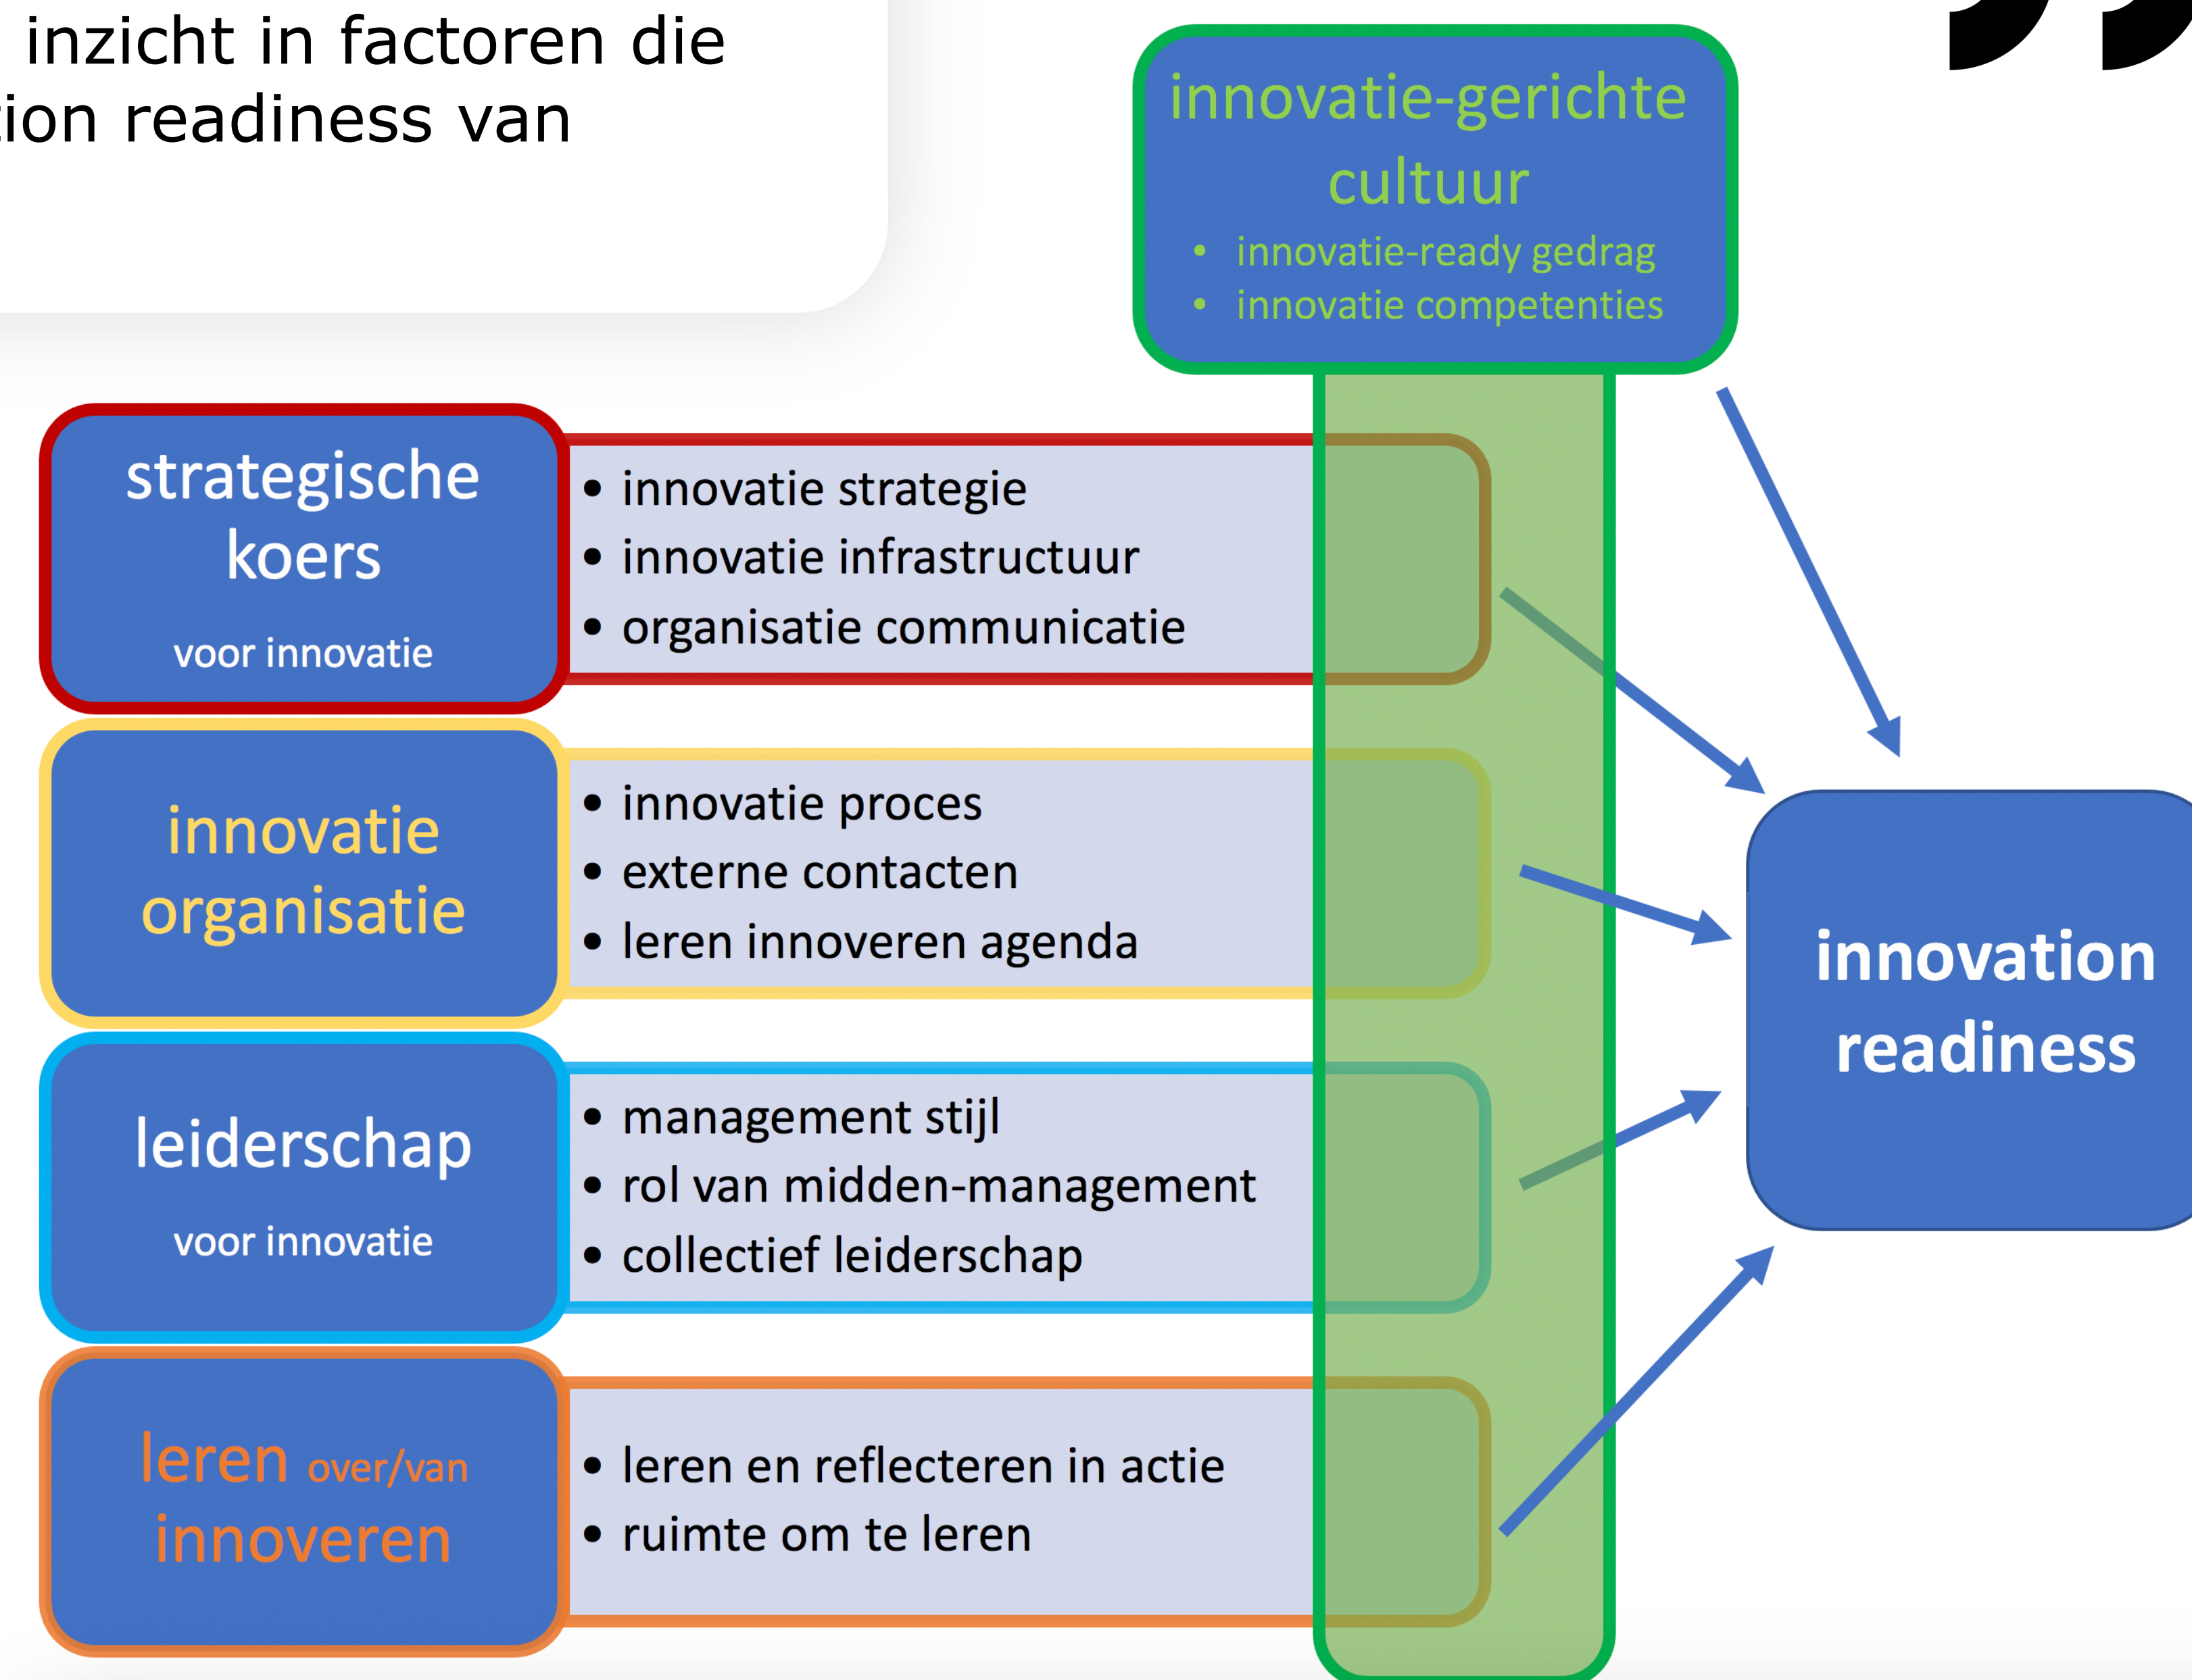 inzicht in factoren die
readiness van
innovatie-gerichte
cultuur
• innovatie-ready gedrag
• innovatie competenties
strategische
koers
voor innovatie
• innovatie strategie
• innovatie infrastructuur
• organisatie communicatie
innovatie
organisatie
• innovatie proces
• externe contacten
• leren innoveren agenda
leiderschap
voor innovatie
• management stijl
• rol van midden-management
• collectief leiderschap
leren over/van
innoveren
• leren en reflecteren in actie
• ruimte om te leren
innovation
readiness